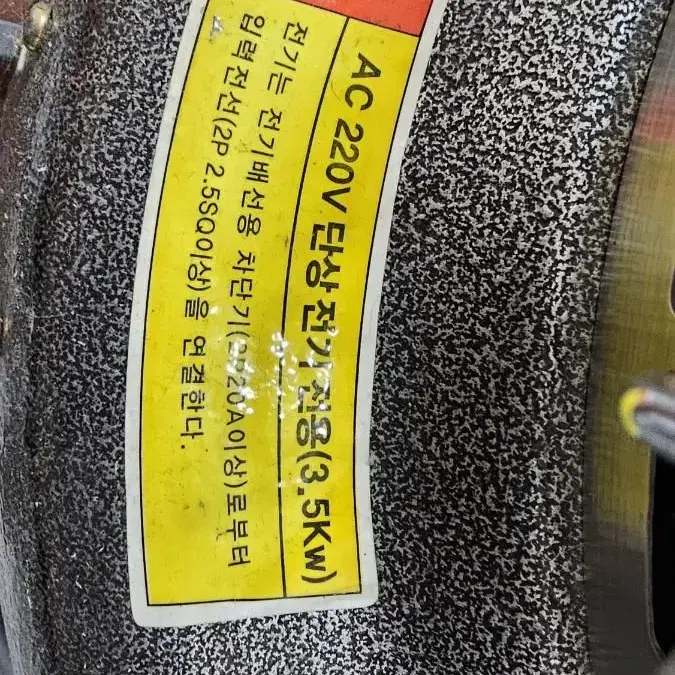 AC 220V 단상 전기 전용(3.5Kw)
전기는 전기배선용 차단기(2P20A이상)로부터
입력전선(2P 2.5SQ이상)을 연결한다.